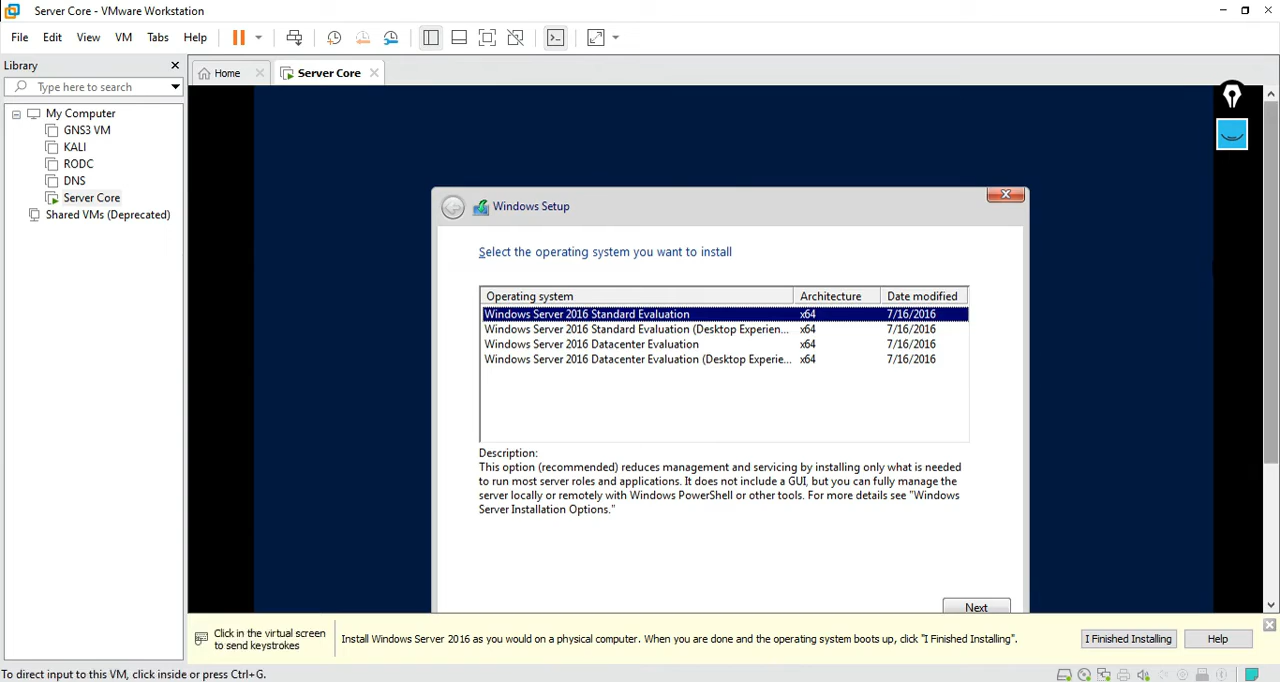 Server Core - VMware Workstation
File Edit View VM Tabs Help
Library
Type here to search
My Computer
GNS3 VM
KALI
RODC
DNS
Server Core
Shared VMs (Deprecated)
Home Server Core
Windows Setup
Select the operating system you want to install
Operating system Architecture Date modified
Windows Server 2016 Standard Evaluation x64 7/16/2016
Windows Server 2016 Standard Evaluation (Desktop Experien... x64 7/16/2016
Windows Server 2016 Datacenter Evaluation x64 7/16/2016
Windows Server 2016 Datacenter Evaluation (Desktop Experie... x64 7/16/2016
Description:
This option (recommended) reduces management and servicing by installing only what is needed
to run most server roles and applications. It does not include a GUI, but you can fully manage the
server locally or remotely with Windows PowerShell or other tools. For more details see "Windows
Server Installation Options."
Next
Click in the virtual screen
to send keystrokes
Install Windows Server 2016 as you would on a physical computer. When you are done and the operating system boots up, click "I Finished Installing".
I Finished Installing
Help
To direct input to this VM, click inside or press Ctrl+G.